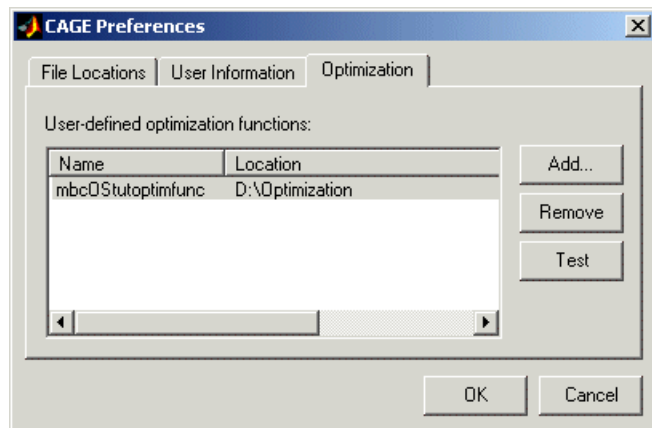 CAGE Preferences
File Locations User Information Optimization
User-defined optimization functions:
Name Location
mbcOStutoptimfunc D:\Optimization
Add...
Remove
Test
OK Cancel